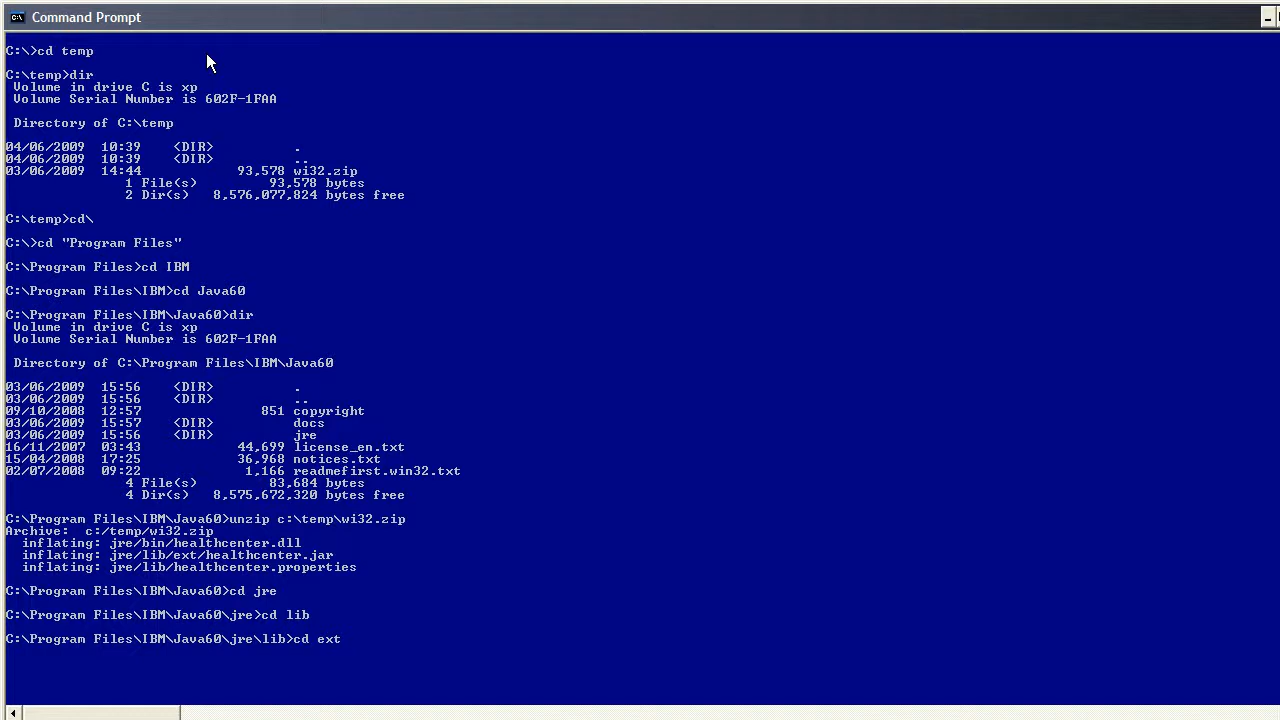 Command Prompt
C:\>cd temp
C:\temp>dir
Volume in drive C is xp
Volume Serial Number is 602F-1FAA
Directory of C:\temp
04/06/2009 10:39 <DIR> .
04/06/2009 10:39 <DIR> ..
03/06/2009 14:44 93,578 wi32.zip
1 File(s) 93,578 bytes
2 Dir(s) 8,576,077,824 bytes free
C:\temp>cd\
C:\>cd "Program Files"
C:\Program Files>cd IBM
C:\Program Files\IBM>cd Java60
C:\Program Files\IBM\Java60>dir
Volume in drive C is xp
Volume Serial Number is 602F-1FAA
Directory of C:\Program Files\IBM\Java60
03/06/2009 15:56 <DIR> .
03/06/2009 15:56 <DIR> ..
09/10/2008 12:57 851 copyright
03/06/2009 15:57 <DIR> docs
03/06/2009 15:56 <DIR> jre
16/11/2007 03:43 44,699 license_en.txt
15/04/2008 17:25 36,968 notices.txt
02/07/2008 09:22 1,166 readmefirst.win32.txt
4 File(s) 83,684 bytes
4 Dir(s) 8,575,672,320 bytes free
C:\Program Files\IBM\Java60>unzip c:\temp\wi32.zip
Archive: c:/temp/wi32.zip
inflating: jre/bin/healthcenter.dll
inflating: jre/lib/ext/healthcenter.jar
inflating: jre/lib/healthcenter.properties
C:\Program Files\IBM\Java60>cd jre
C:\Program Files\IBM\Java60\jre>cd lib
C:\Program Files\IBM\Java60\jre\lib>cd ext